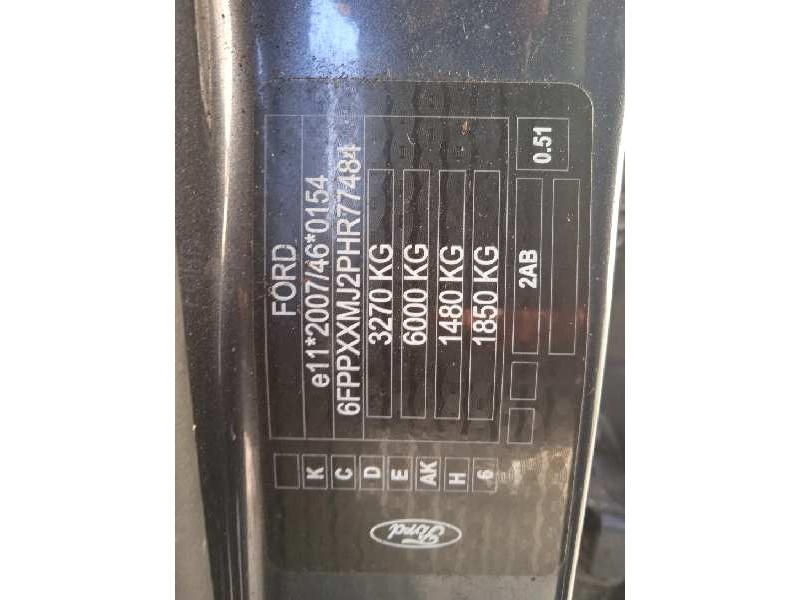 FORD
e11*2007/46*0154
6FPPXXMJ2PHR77484
3270 KG
6000 KG
1480 KG
1850 KG
2AB
0.51
K
C
D
E
AK
H
6
Ford